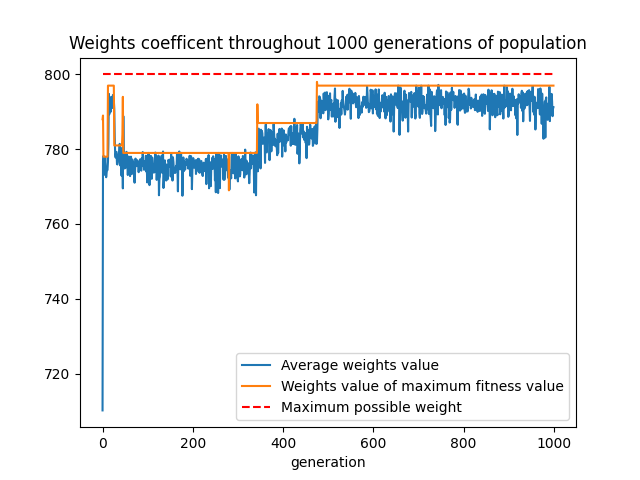 Weights coefficent throughout 1000 generations of population
800
780
760
740
720
0 200 400 600 800 1000
generation
Average weights value
Weights value of maximum fitness value
Maximum possible weight